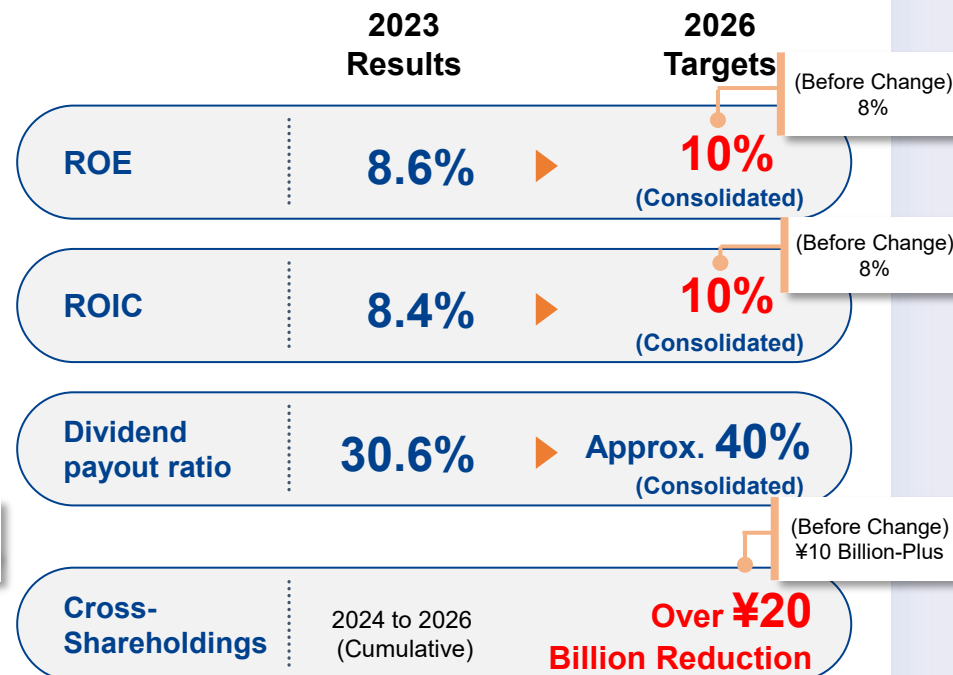 2023
Results
2026
Targets
(Before Change)
8%
ROE
8.6%
10%
(Consolidated)
(Before Change)
8%
ROIC
8.4%
10%
(Consolidated)
Dividend
payout ratio
30.6%
Approx. 40%
(Consolidated)
(Before Change)
¥10 Billion-Plus
Cross-
Shareholdings
2024 to 2026
(Cumulative)
Over ¥20
Billion Reduction